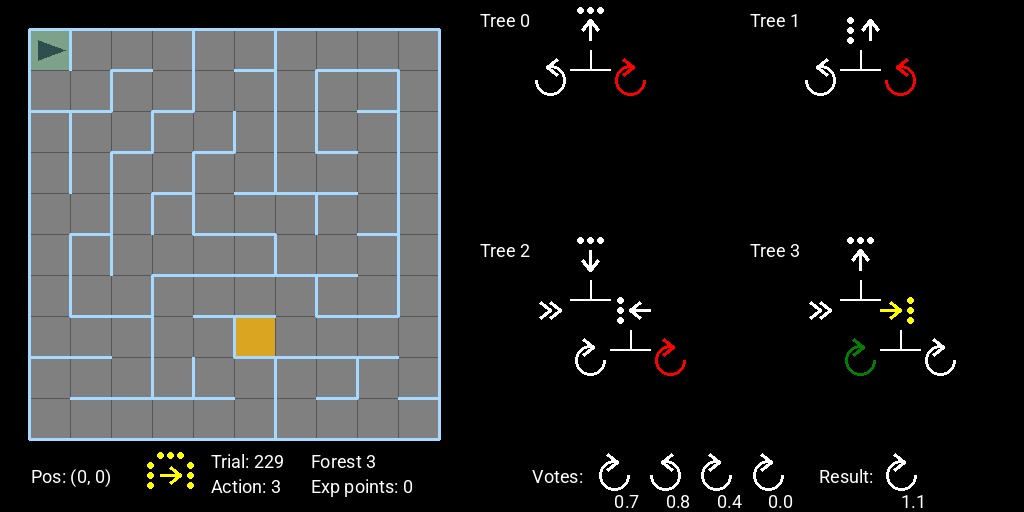 Tree 0
Tree 1
Tree 2
Tree 3
Pos: (0, 0)
Trial: 229
Forest 3
Action: 3
Exp points: 0
Votes:
0.7
0.8
0.4
0.0
Result:
1.1